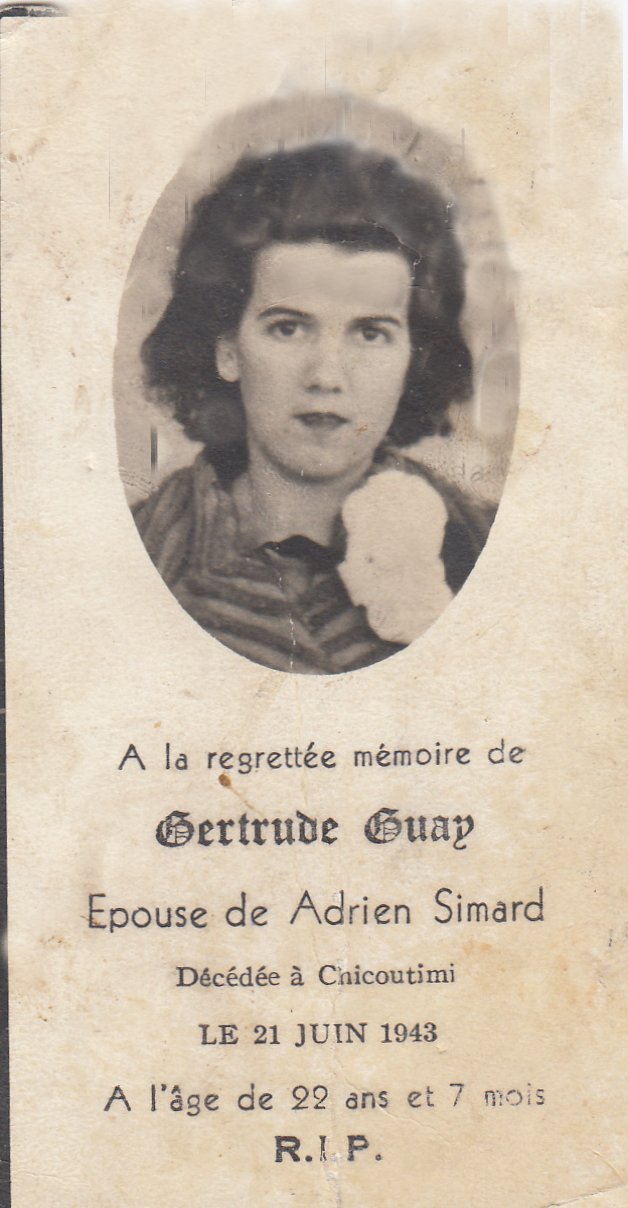 A la regrettée mémoire de
Gertrude Guay
Epouse de Adrien Simard
Décédée à Chicoutimi
LE 21 JUIN 1943
A l'âge de 22 ans et 7 mois
R.I.P.